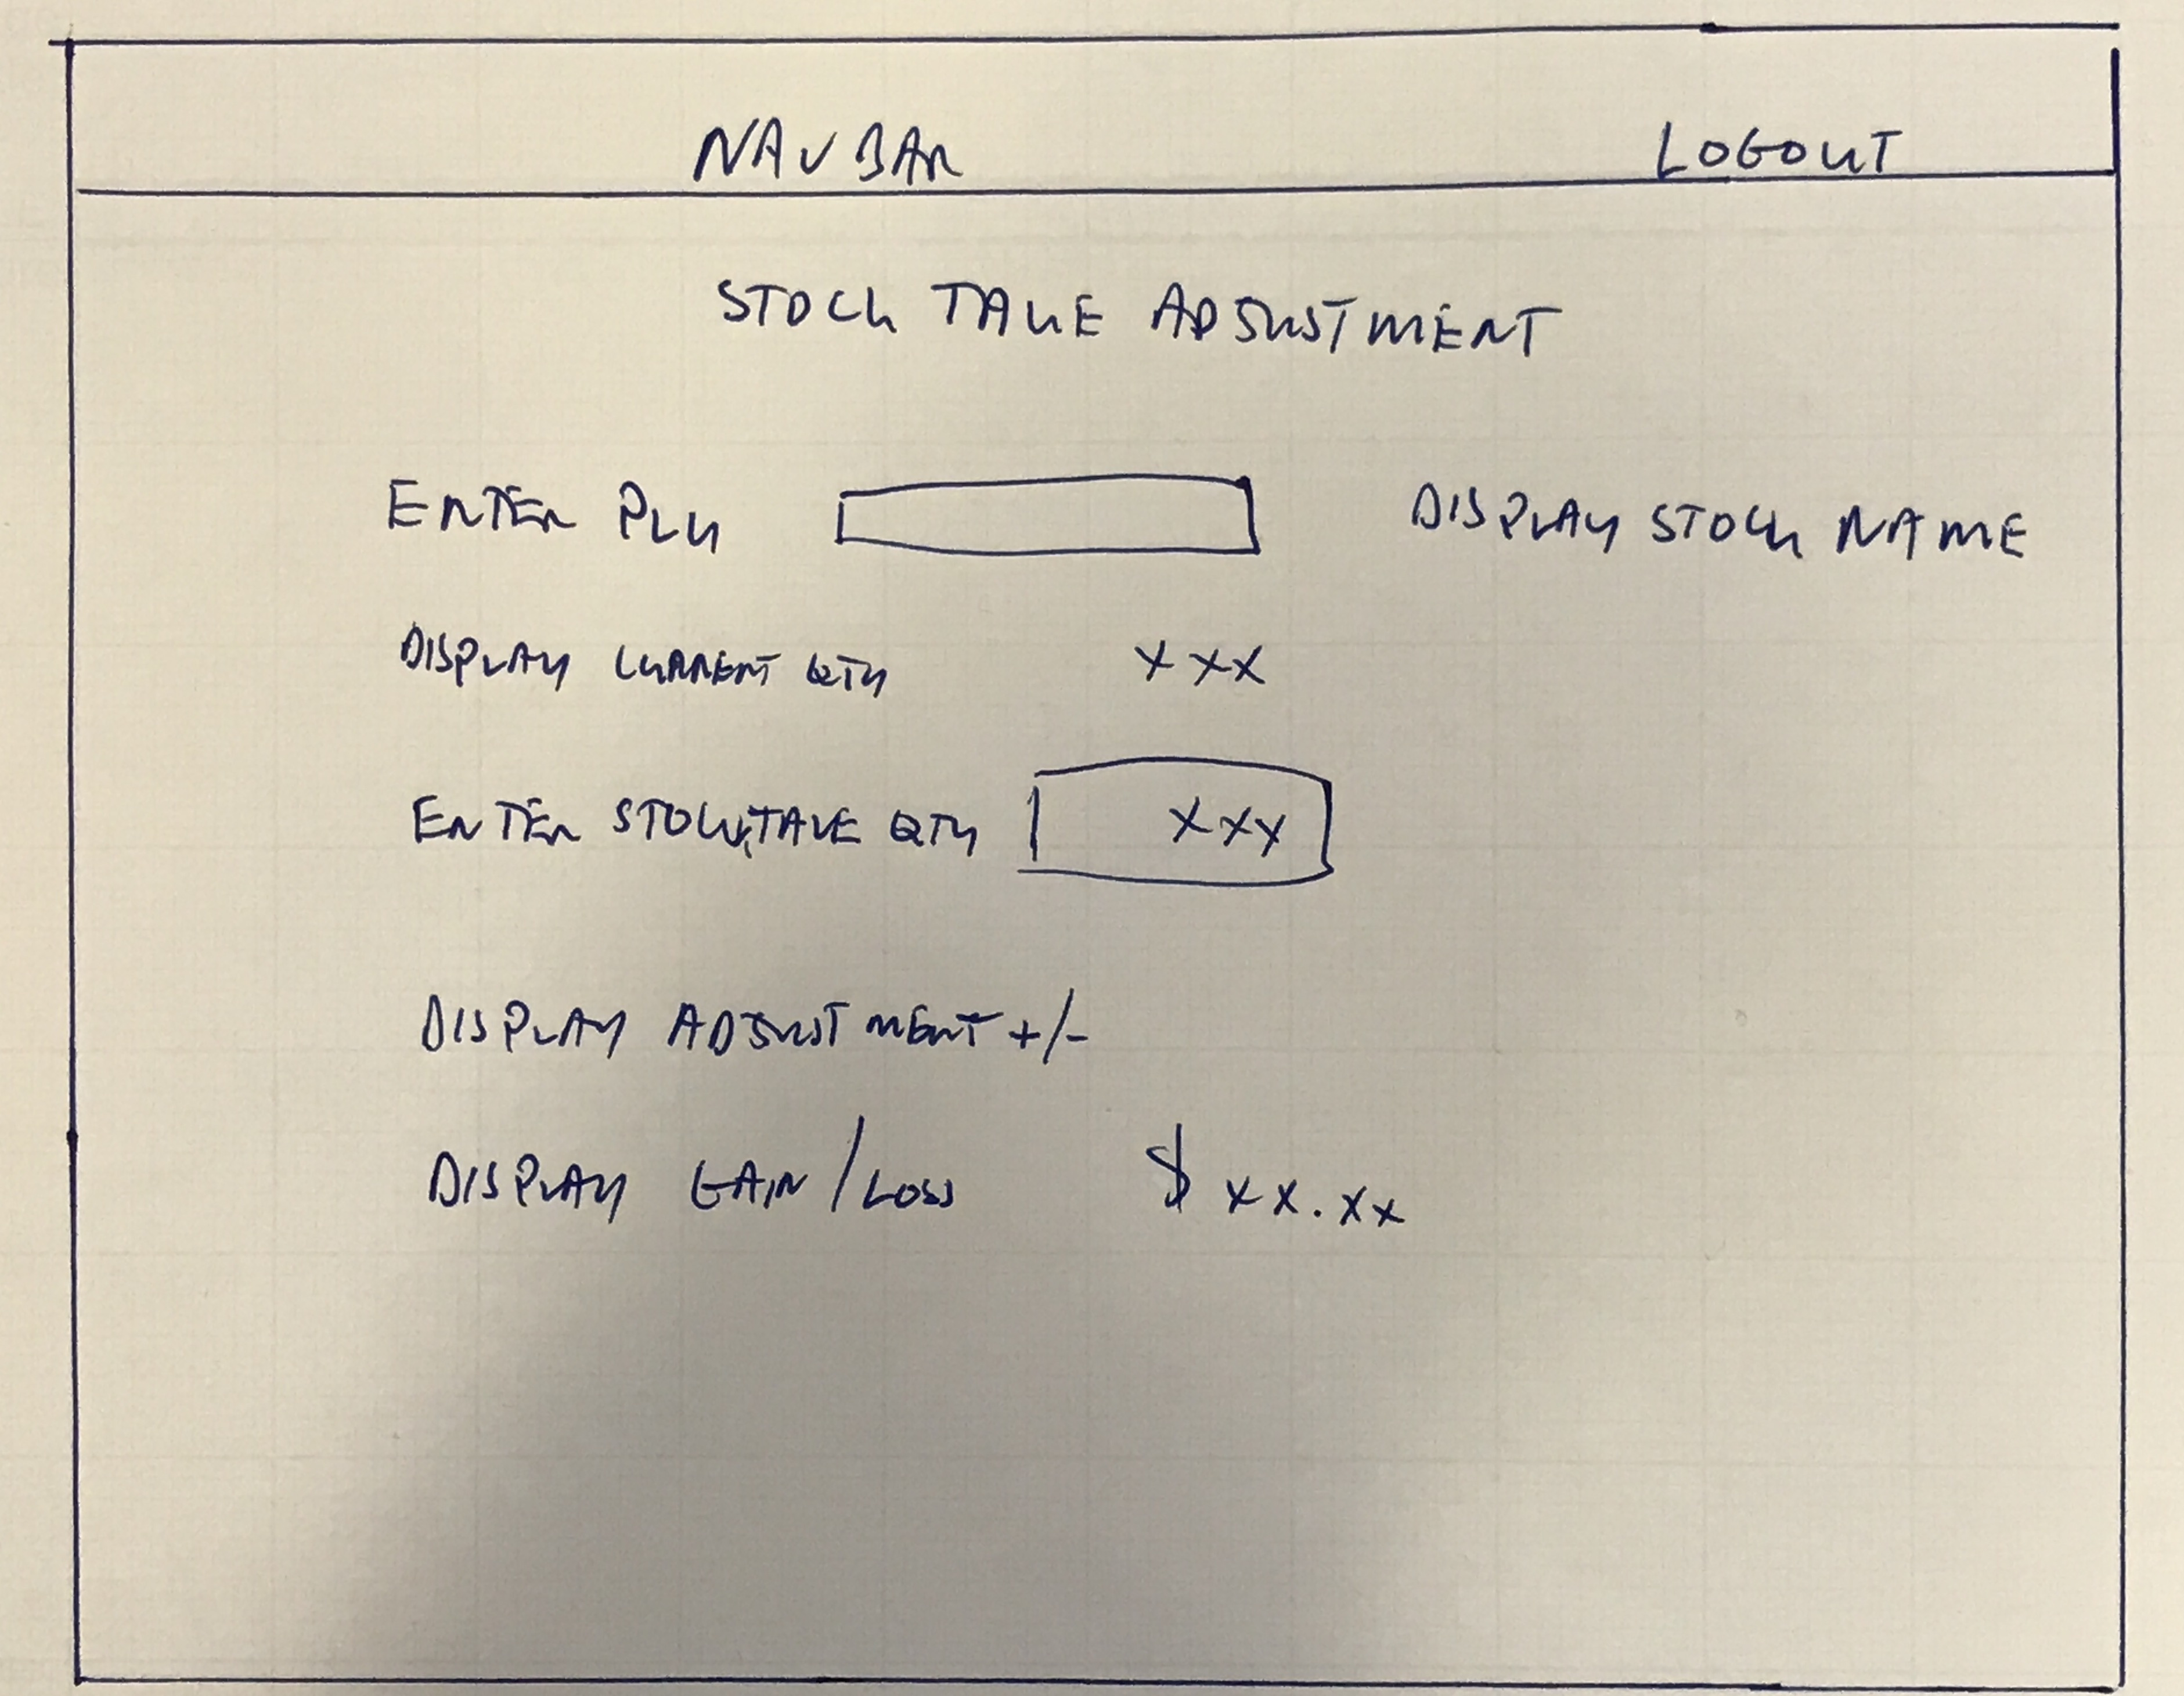 NAVBAR LOGOUT
STOCK TAKE ADJUSTMENT
ENTER PLU DISPLAY STOCK NAME
DISPLAY CURRENT QTY XXX
ENTER STOCKTAKE QTY XXX
DISPLAY ADJUSTMENT +/-
DISPLAY GAIN/LOSS $ XX.XX